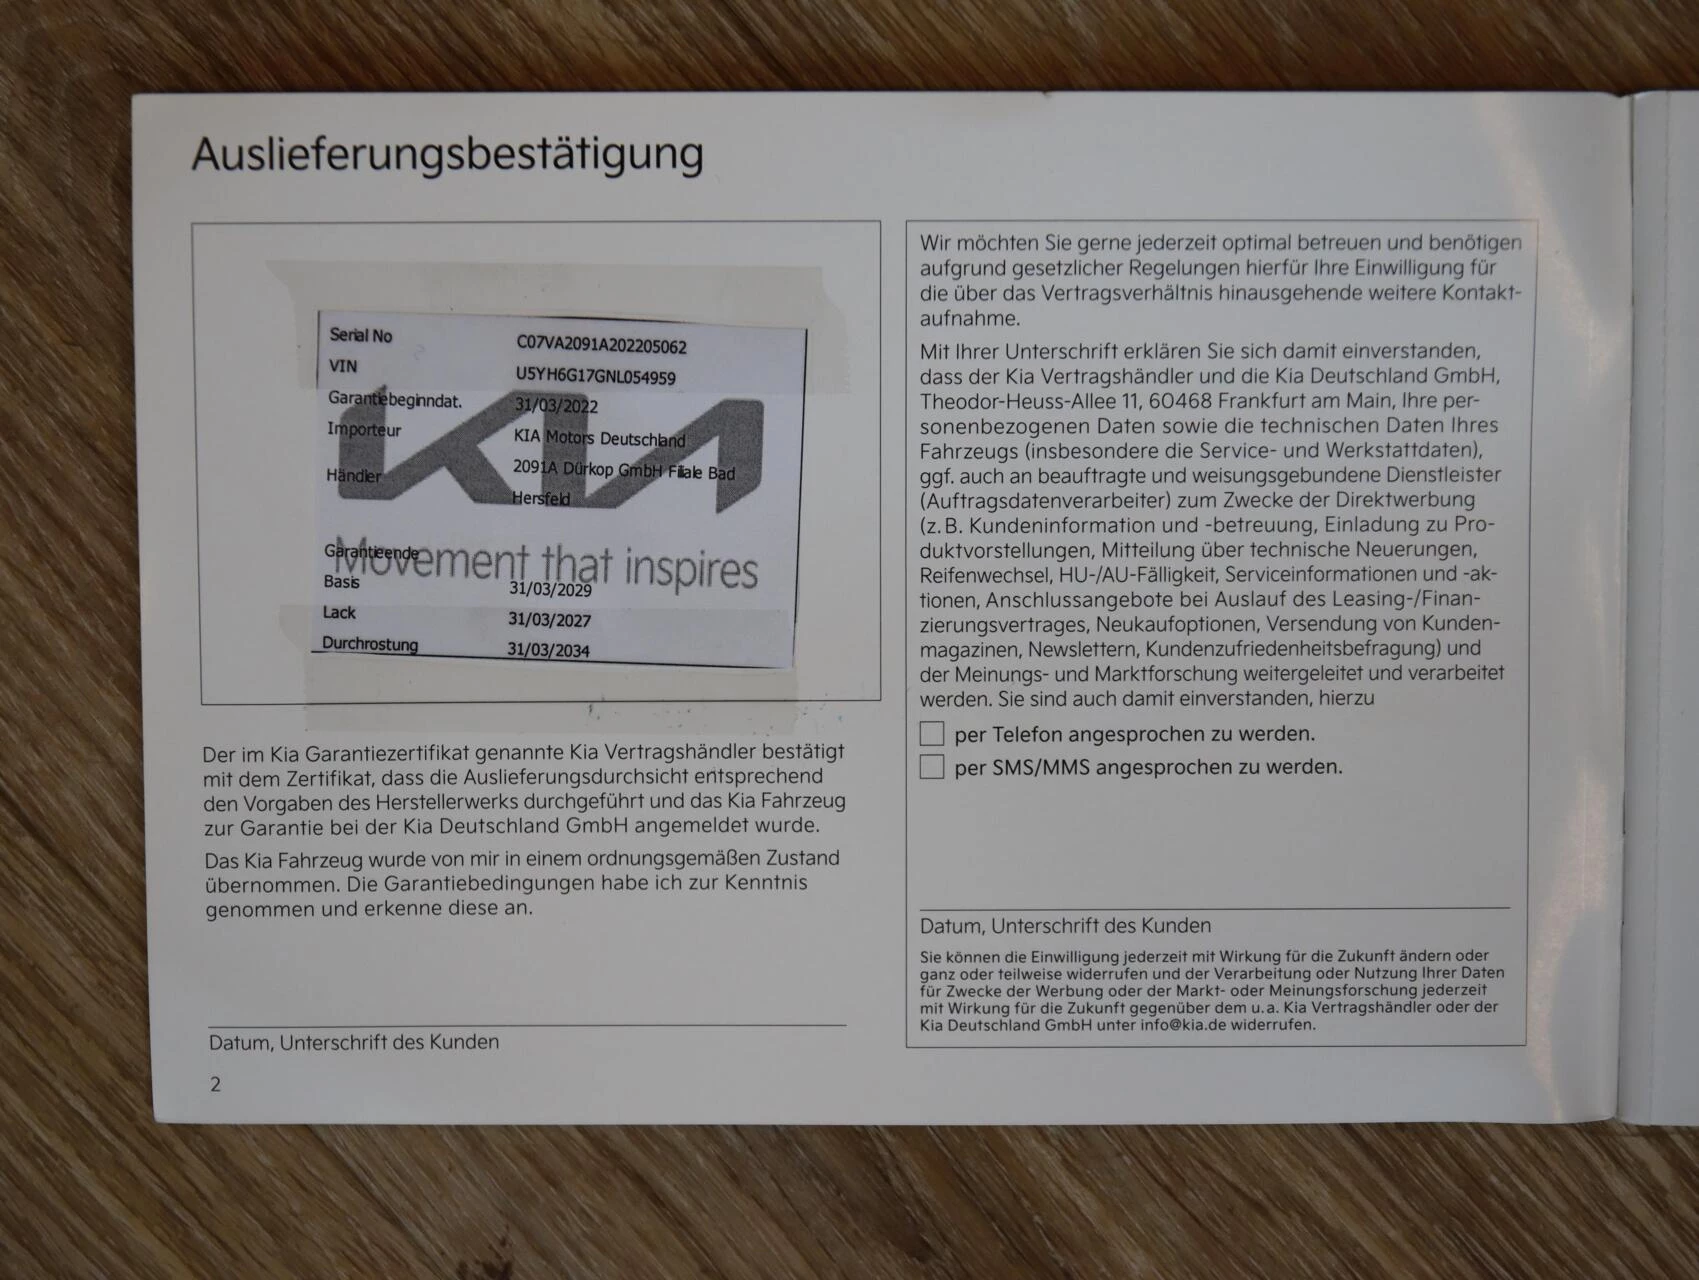 Auslieferungsbestätigung
Serial No C07VA2091A202205062
VIN U5YH6G17GNL054959
Garantiebeginndat. 31/03/2022
Importeur KIA Motors Deutschland
Händler 2091A Dürkop GmbH Filiale Bad
Hersfeld
KIA
Movement that inspires
Garantieende
Basis 31/03/2029
Lack 31/03/2027
Durchrostung 31/03/2034
Der im Kia Garantiezertifikat genannte Kia Vertragshändler bestätigt
mit dem Zertifikat, dass die Auslieferungsdurchsicht entsprechend
den Vorgaben des Herstellerwerks durchgeführt und das Kia Fahrzeug
zur Garantie bei der Kia Deutschland GmbH angemeldet wurde.
Das Kia Fahrzeug wurde von mir in einem ordnungsgemäßen Zustand
übernommen. Die Garantiebedingungen habe ich zur Kenntnis
genommen und erkenne diese an.
Datum, Unterschrift des Kunden
2
Wir möchten Sie gerne jederzeit optimal betreuen und benötigen
aufgrund gesetzlicher Regelungen hierfür Ihre Einwilligung für
die über das Vertragsverhältnis hinausgehende weitere Kontakt-
aufnahme.
Mit Ihrer Unterschrift erklären Sie sich damit einverstanden,
dass der Kia Vertragshändler und die Kia Deutschland GmbH,
Theodor-Heuss-Allee 11, 60468 Frankfurt am Main, Ihre per-
sonenbezogenen Daten sowie die technischen Daten Ihres
Fahrzeugs (insbesondere die Service- und Werkstattdaten),
ggf. auch an beauftragte und weisungsgebundene Dienstleister
(Auftragsdatenverarbeiter) zum Zwecke der Direktwerbung
(z. B. Kundeninformation und -betreuung, Einladung zu Pro-
duktvorstellungen, Mitteilung über technische Neuerungen,
Reifenwechsel, HU-/AU-Fälligkeit, Serviceinformationen und -ak-
tionen, Anschlussangebote bei Auslauf des Leasing-/Finan-
zierungsvertrages, Neukaufoptionen, Versendung von Kunden-
magazinen, Newslettern, Kundenzufriedenheitsbefragung) und
der Meinungs- und Marktforschung weitergeleitet und verarbeitet
werden. Sie sind auch damit einverstanden, hierzu
per Telefon angesprochen zu werden.
per SMS/MMS angesprochen zu werden.
Datum, Unterschrift des Kunden
Sie können die Einwilligung jederzeit mit Wirkung für die Zukunft ändern oder
ganz oder teilweise widerrufen und der Verarbeitung oder Nutzung Ihrer Daten
für Zwecke der Werbung oder der Markt- oder Meinungsforschung jederzeit
mit Wirkung für die Zukunft gegenüber dem u. a. Kia Vertragshändler oder der
Kia Deutschland GmbH unter info@kia.de widerrufen.